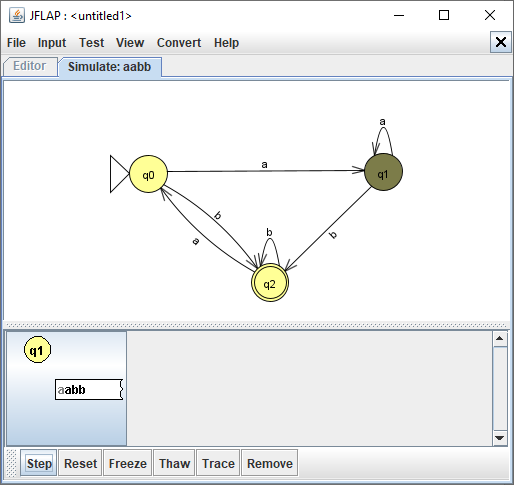 JFLAP : <untitled1>
File Input Test View Convert Help
Editor Simulate: aabb
a
q0 a q1
b
a b b
q2
q1
aabb
Step Reset Freeze Thaw Trace Remove